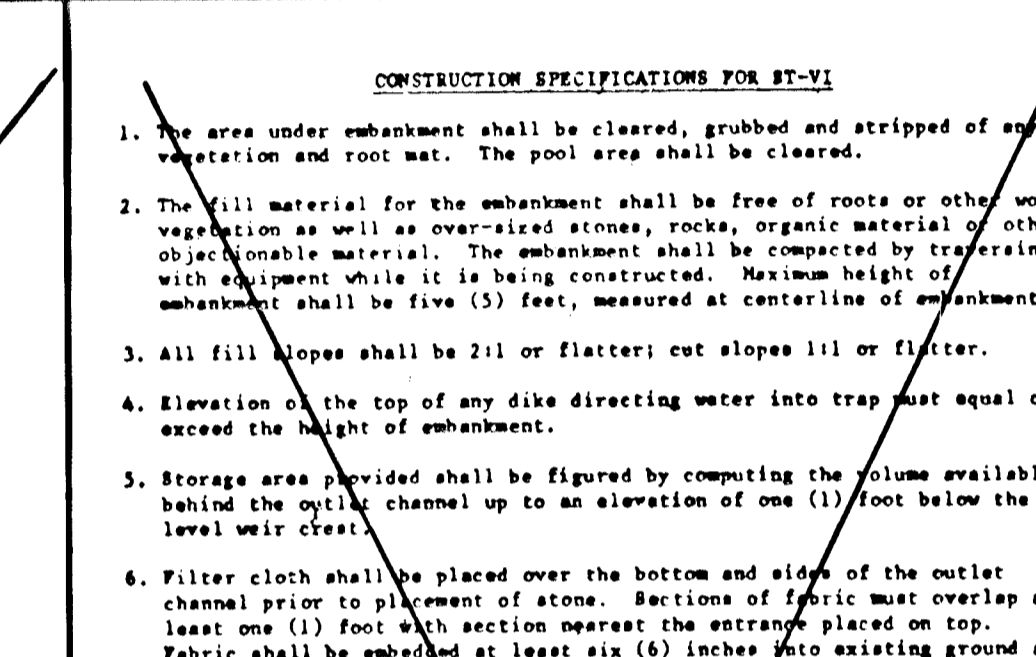 CONSTRUCTION SPECIFICATIONS FOR ST-VI
1. The area under embankment shall be cleared, grubbed and stripped of any
vegetation and root mat. The pool area shall be cleared.
2. The fill material for the embankment shall be free of roots or other wo
vegetation as well as over-sized stones, rocks, organic material or oth
objectionable material. The embankment shall be compacted by traversin
with equipment while it is being constructed. Maximum height of
embankment shall be five (5) feet, measured at centerline of embankment
3. All fill slopes shall be 2:1 or flatter; cut slopes 1:1 or flatter.
4. Elevation of the top of any dike directing water into trap must equal o
exceed the height of embankment.
5. Storage area provided shall be figured by computing the volume availabl
behind the outlet channel up to an elevation of one (1) foot below the
level weir crest.
6. Filter cloth shall be placed over the bottom and sides of the outlet
channel prior to placement of stone. Sections of fabric must overlap a
least one (1) foot with section nearest the entrance placed on top.
Fabric shall be embedded at least six (6) inches into existing ground